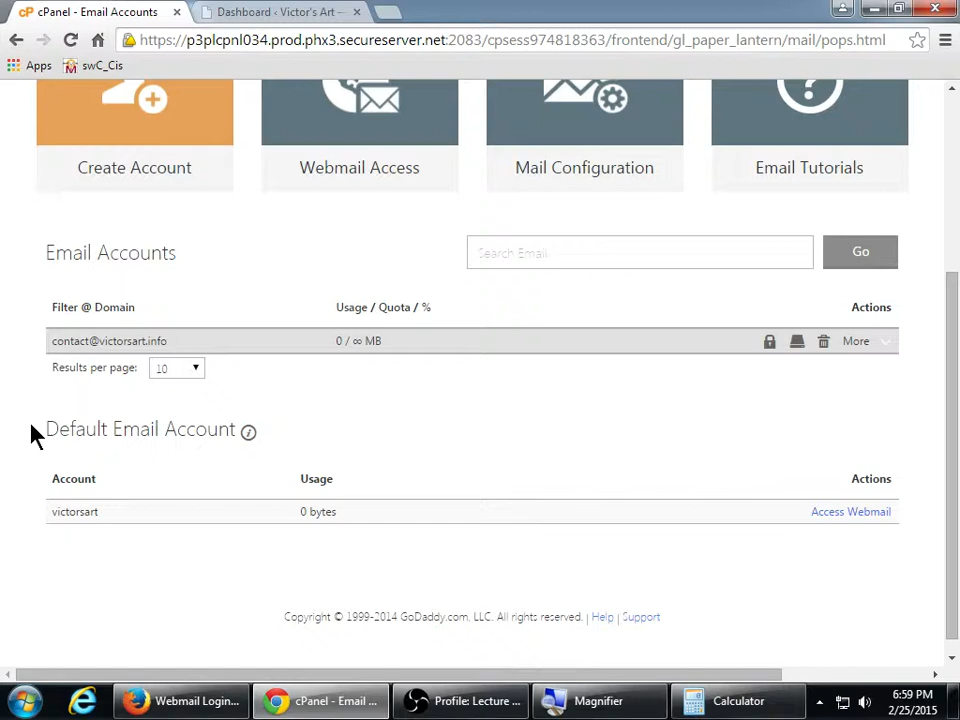 cP cPanel - Email Accounts
Dashboard ‹ Victor's Art —
https://p3plcpnl034.prod.phx3.secureserver.net:2083/cpsess974818363/frontend/gl_paper_lantern/mail/pops.html
Apps swC_Cis
Create Account Webmail Access Mail Configuration Email Tutorials
Email Accounts Search Email Go
Filter @ Domain Usage / Quota / % Actions
contact@victorsart.info 0 / ∞ MB More
Results per page: 10
Default Email Account
Account Usage Actions
victorsart 0 bytes Access Webmail
Copyright © 1999-2014 GoDaddy.com, LLC. All rights reserved. | Help | Support
Webmail Login... cPanel - Email ... Profile: Lecture ... Magnifier Calculator 6:59 PM
2/25/2015